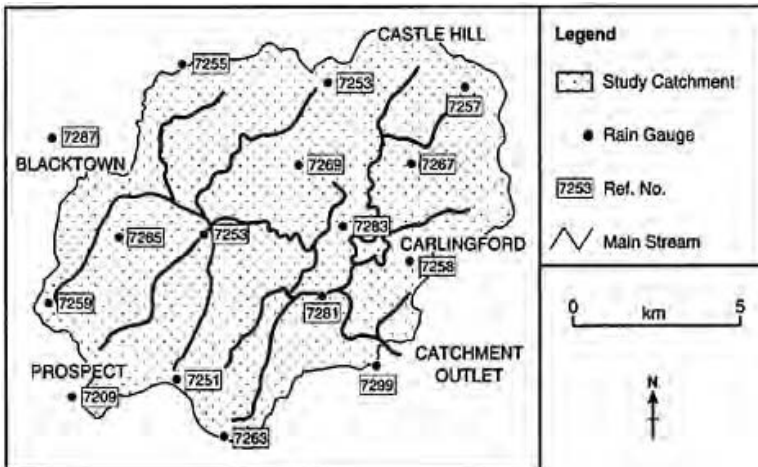 CASTLE HILL
7255
7253
7257
7287
BLACKTOWN
7269
7267
7283
7265
7253
CARLINGFORD
7258
7259
7281
PROSPECT
CATCHMENT
OUTLET
7251
7299
7209
7263
Legend
Study Catchment
Rain Gauge
7253 Ref. No.
Main Stream
0 5
km
N